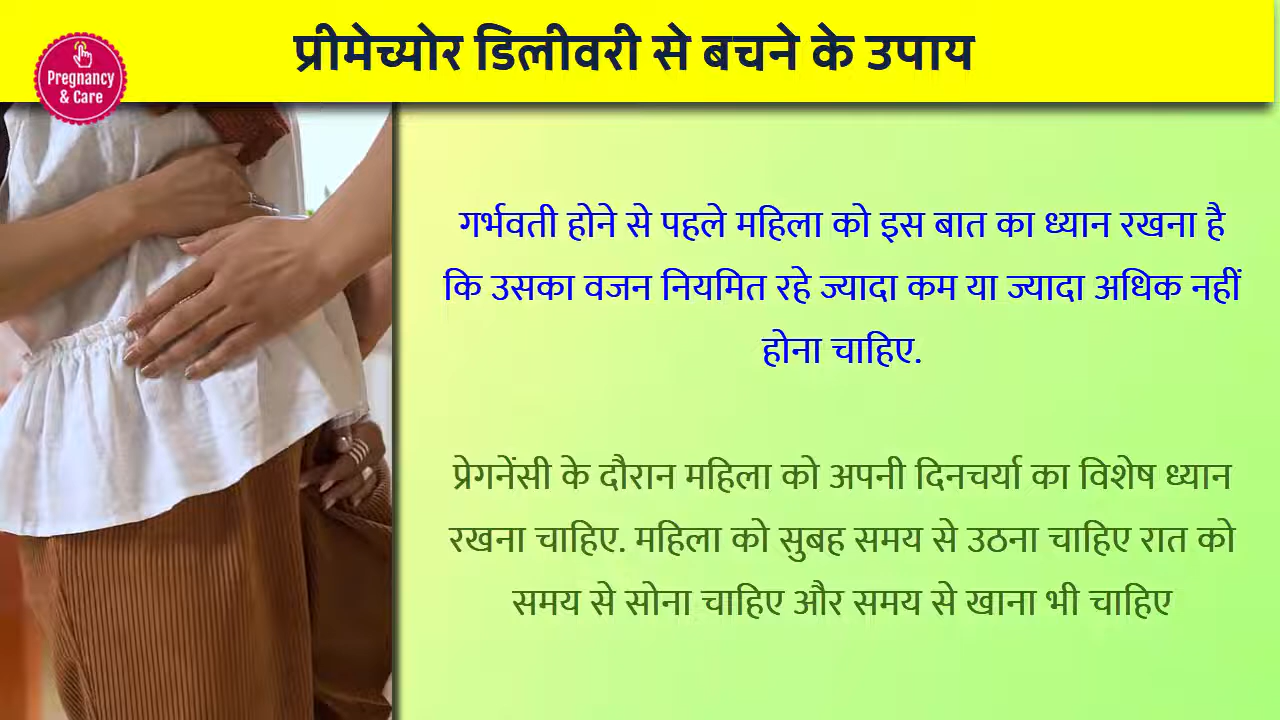 प्रीमेच्योर डिलीवरी से बचने के उपाय
Pregnancy
& Care
गर्भवती होने से पहले महिला को इस बात का ध्यान रखना है
कि उसका वजन नियमित रहे ज्यादा कम या ज्यादा अधिक नहीं
होना चाहिए.
प्रेगनेंसी के दौरान महिला को अपनी दिनचर्या का विशेष ध्यान
रखना चाहिए. महिला को सुबह समय से उठना चाहिए रात को
समय से सोना चाहिए और समय से खाना भी चाहिए